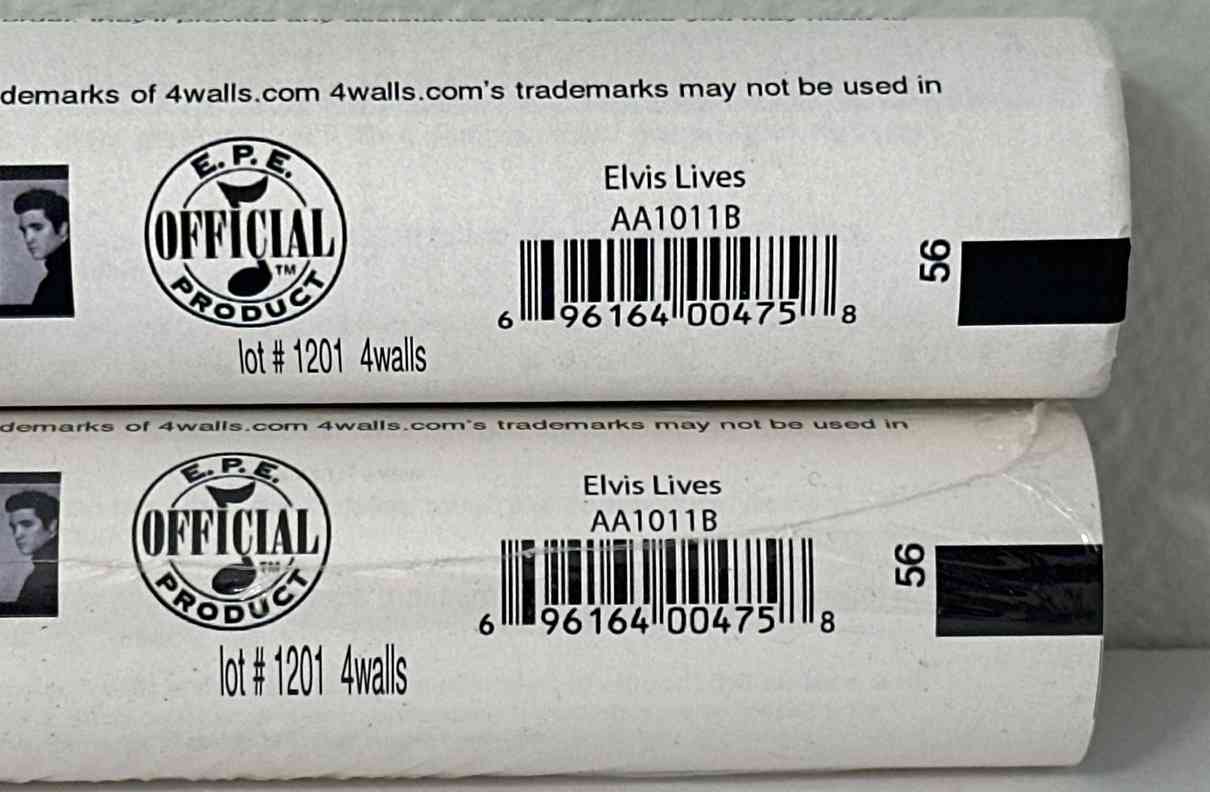 demarks of 4walls.com 4walls.com's trademarks may not be used in
E. P. E.
OFFICIAL
PRODUCT
TM
lot # 1201 4walls
Elvis Lives
AA1011B
6 96164 00475 8
56
demarks of 4walls.com 4walls.com's trademarks may not be used in
E. P. E.
OFFICIAL
PRODUCT
TM
lot # 1201 4walls
Elvis Lives
AA1011B
6 96164 00475 8
56